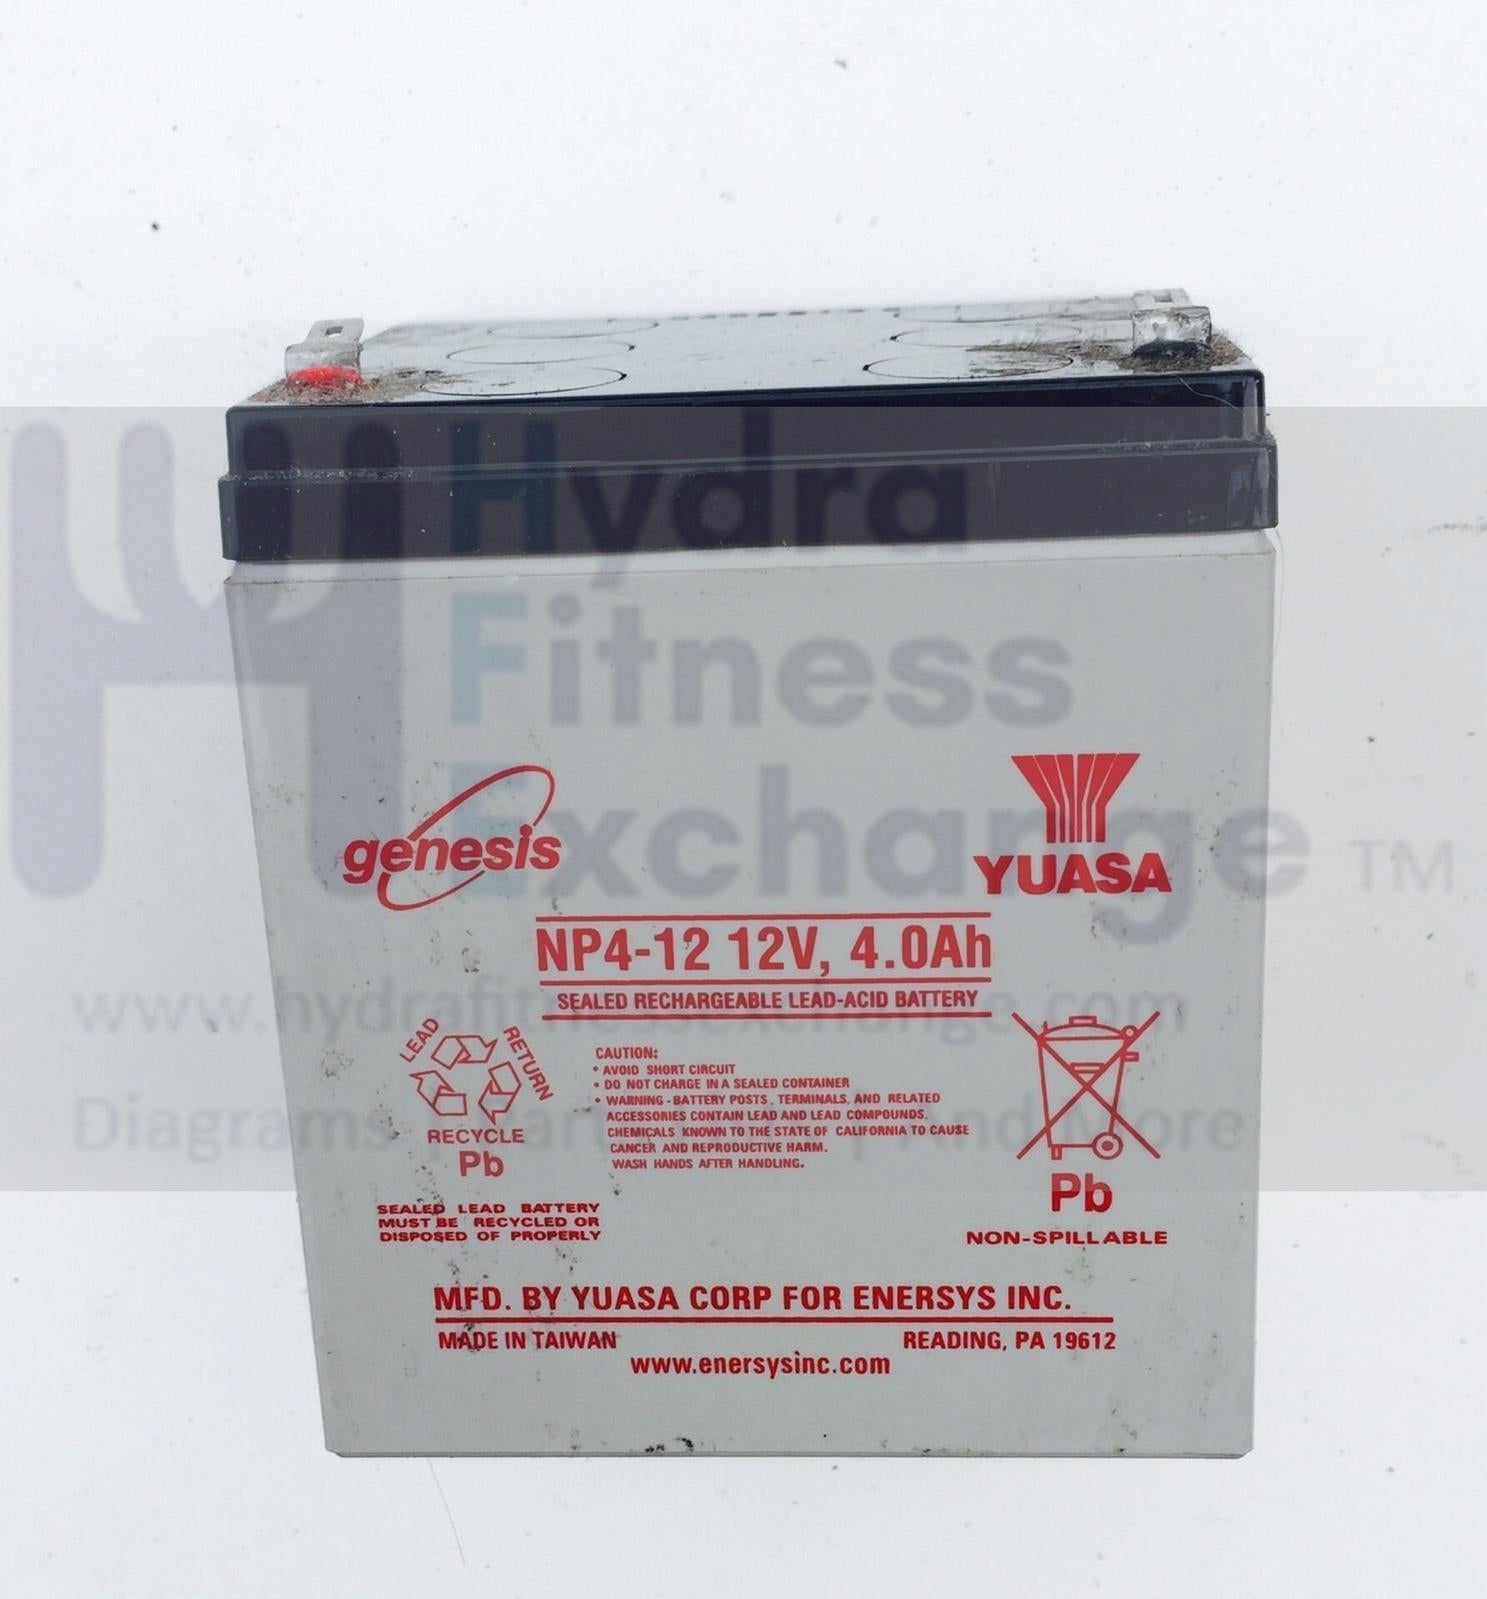 Hydra
Fitness
Exchange TM
genesis
YUASA
NP4-12 12V, 4.0Ah
SEALED RECHARGEABLE LEAD-ACID BATTERY
www.hydrafitnessexchange.com
LEAD
RETURN
RECYCLE
Pb
CAUTION:
• AVOID SHORT CIRCUIT
• DO NOT CHARGE IN A SEALED CONTAINER
• WARNING - BATTERY POSTS, TERMINALS, AND RELATED
ACCESSORIES CONTAIN LEAD AND LEAD COMPOUNDS,
CHEMICALS KNOWN TO THE STATE OF CALIFORNIA TO CAUSE
CANCER AND REPRODUCTIVE HARM.
WASH HANDS AFTER HANDLING.
Diagrams | and More
Pb
NON-SPILLABLE
SEALED LEAD BATTERY
MUST BE RECYCLED OR
DISPOSED OF PROPERLY
MFD. BY YUASA CORP FOR ENERSYS INC.
MADE IN TAIWAN
READING, PA 19612
www.enersysinc.com